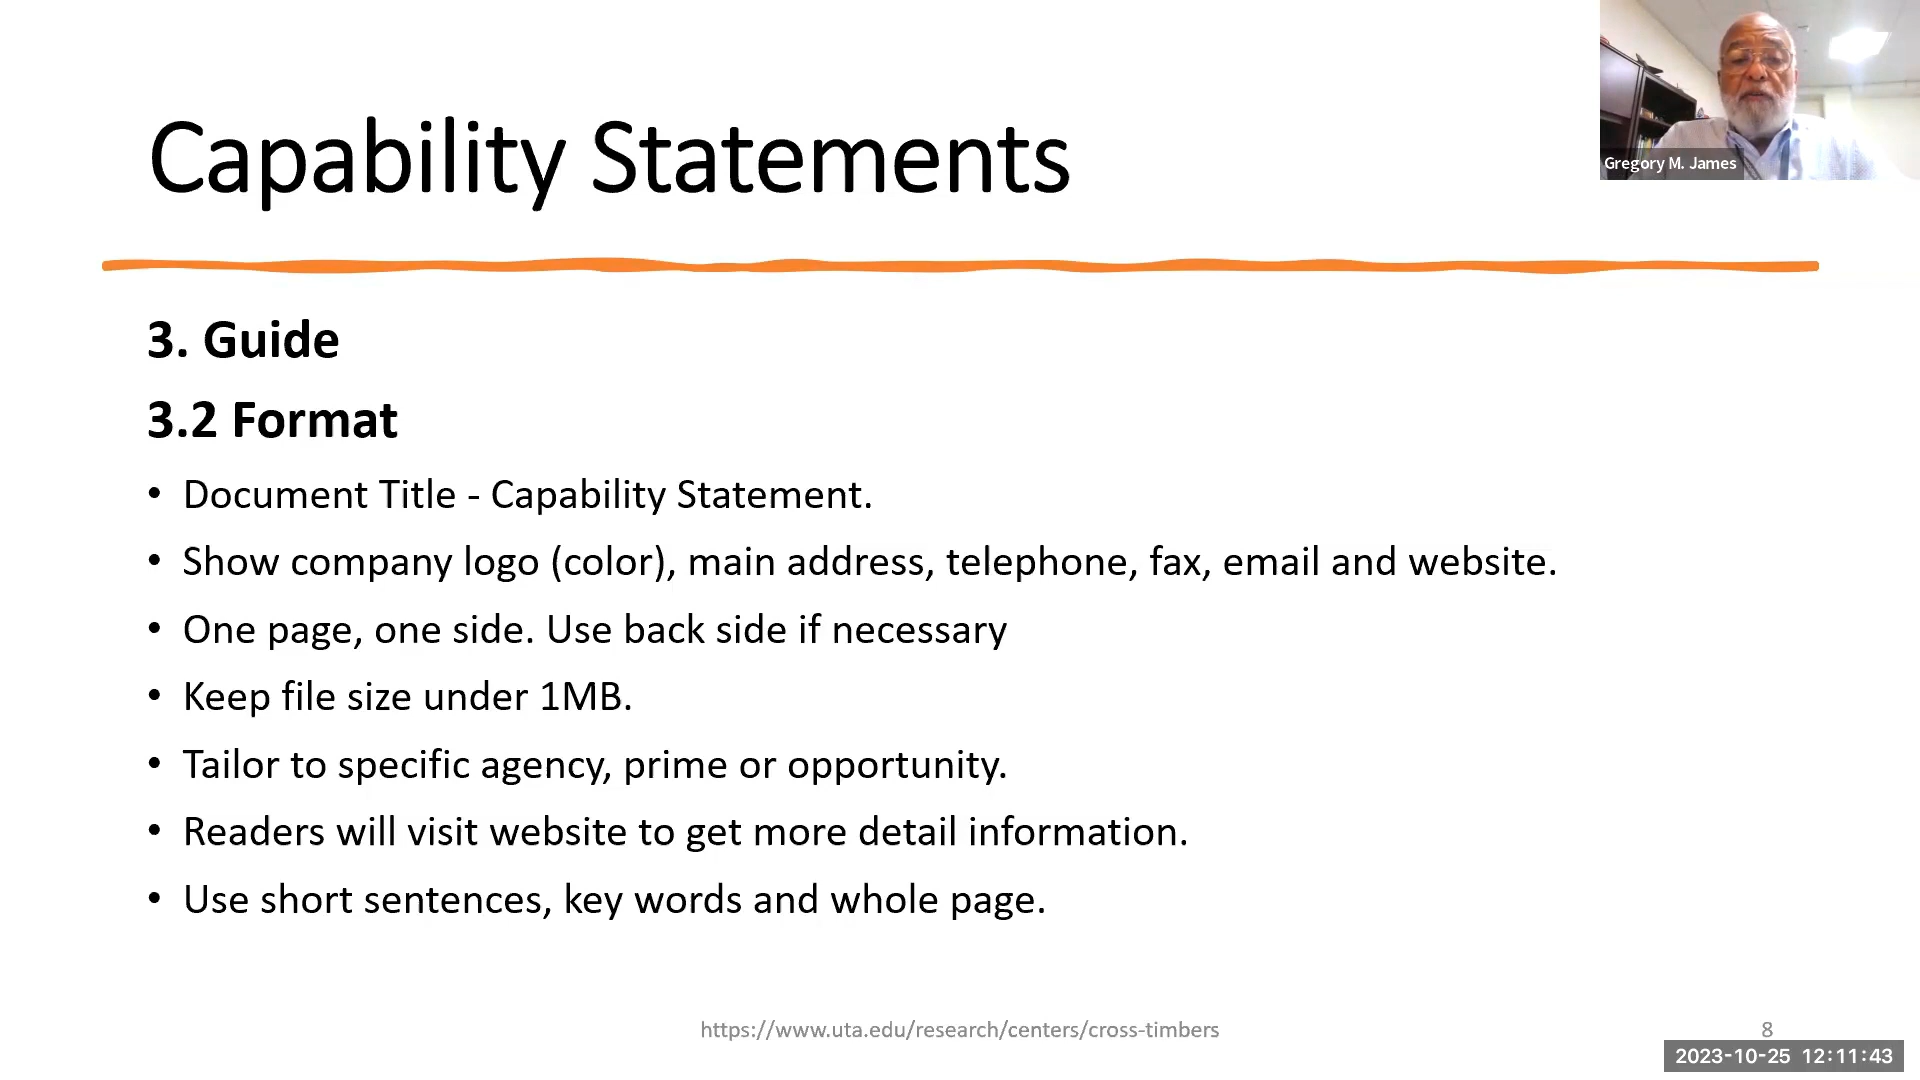 Capability Statements
Gregory M. James
3. Guide
3.2 Format
• Document Title - Capability Statement.
• Show company logo (color), main address, telephone, fax, email and website.
• One page, one side. Use back side if necessary
• Keep file size under 1MB.
• Tailor to specific agency, prime or opportunity.
• Readers will visit website to get more detail information.
• Use short sentences, key words and whole page.
https://www.uta.edu/research/centers/cross-timbers
8
2023-10-25 12:11:43